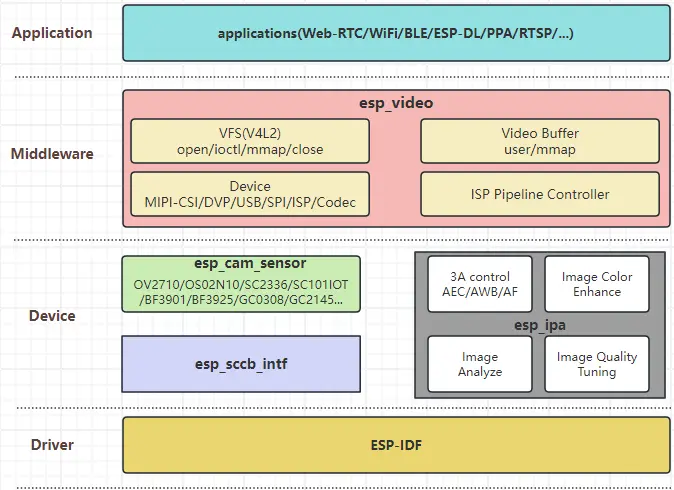 Application
applications(Web-RTC/WiFi/BLE/ESP-DL/PPA/RTSP/...)
Middleware
esp_video
VFS(V4L2)
open/ioctl/mmap/close
Video Buffer
user/mmap
Device
MIPI-CSI/DVP/USB/SPI/ISP/Codec
ISP Pipeline Controller
Device
esp_cam_sensor
OV2710/OS02N10/SC2336/SC101IOT
/BF3901/BF3925/GC0308/GC2145...
esp_sccb_intf
3A control
AEC/AWB/AF
Image Color
Enhance
esp_ipa
Image
Analyze
Image Quality
Tuning
Driver
ESP-IDF